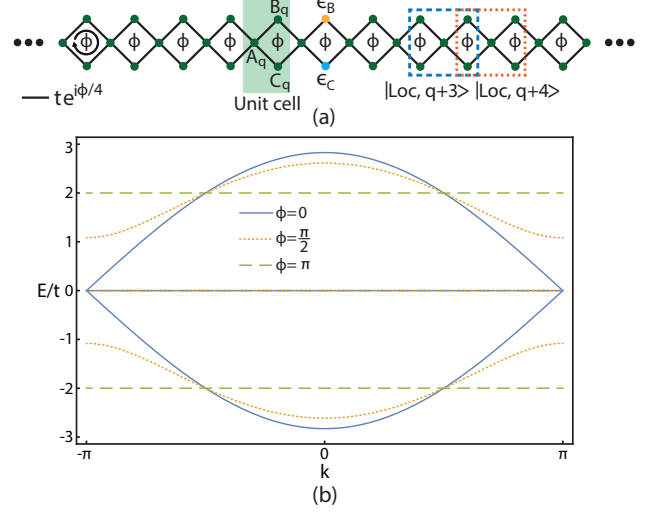 B_q ϵ_B
ϕ ϕ ϕ ϕ ϕ ϕ ϕ ϕ ϕ ϕ ϕ
A_q
C_q ϵ_C
|Loc, q+3> |Loc, q+4>
te^{iϕ/4}
Unit cell
(a)
3
2
ϕ=0
1
ϕ=π/2
ϕ=π
E/t 0
-1
-2
-3
-π 0 π
k
(b)